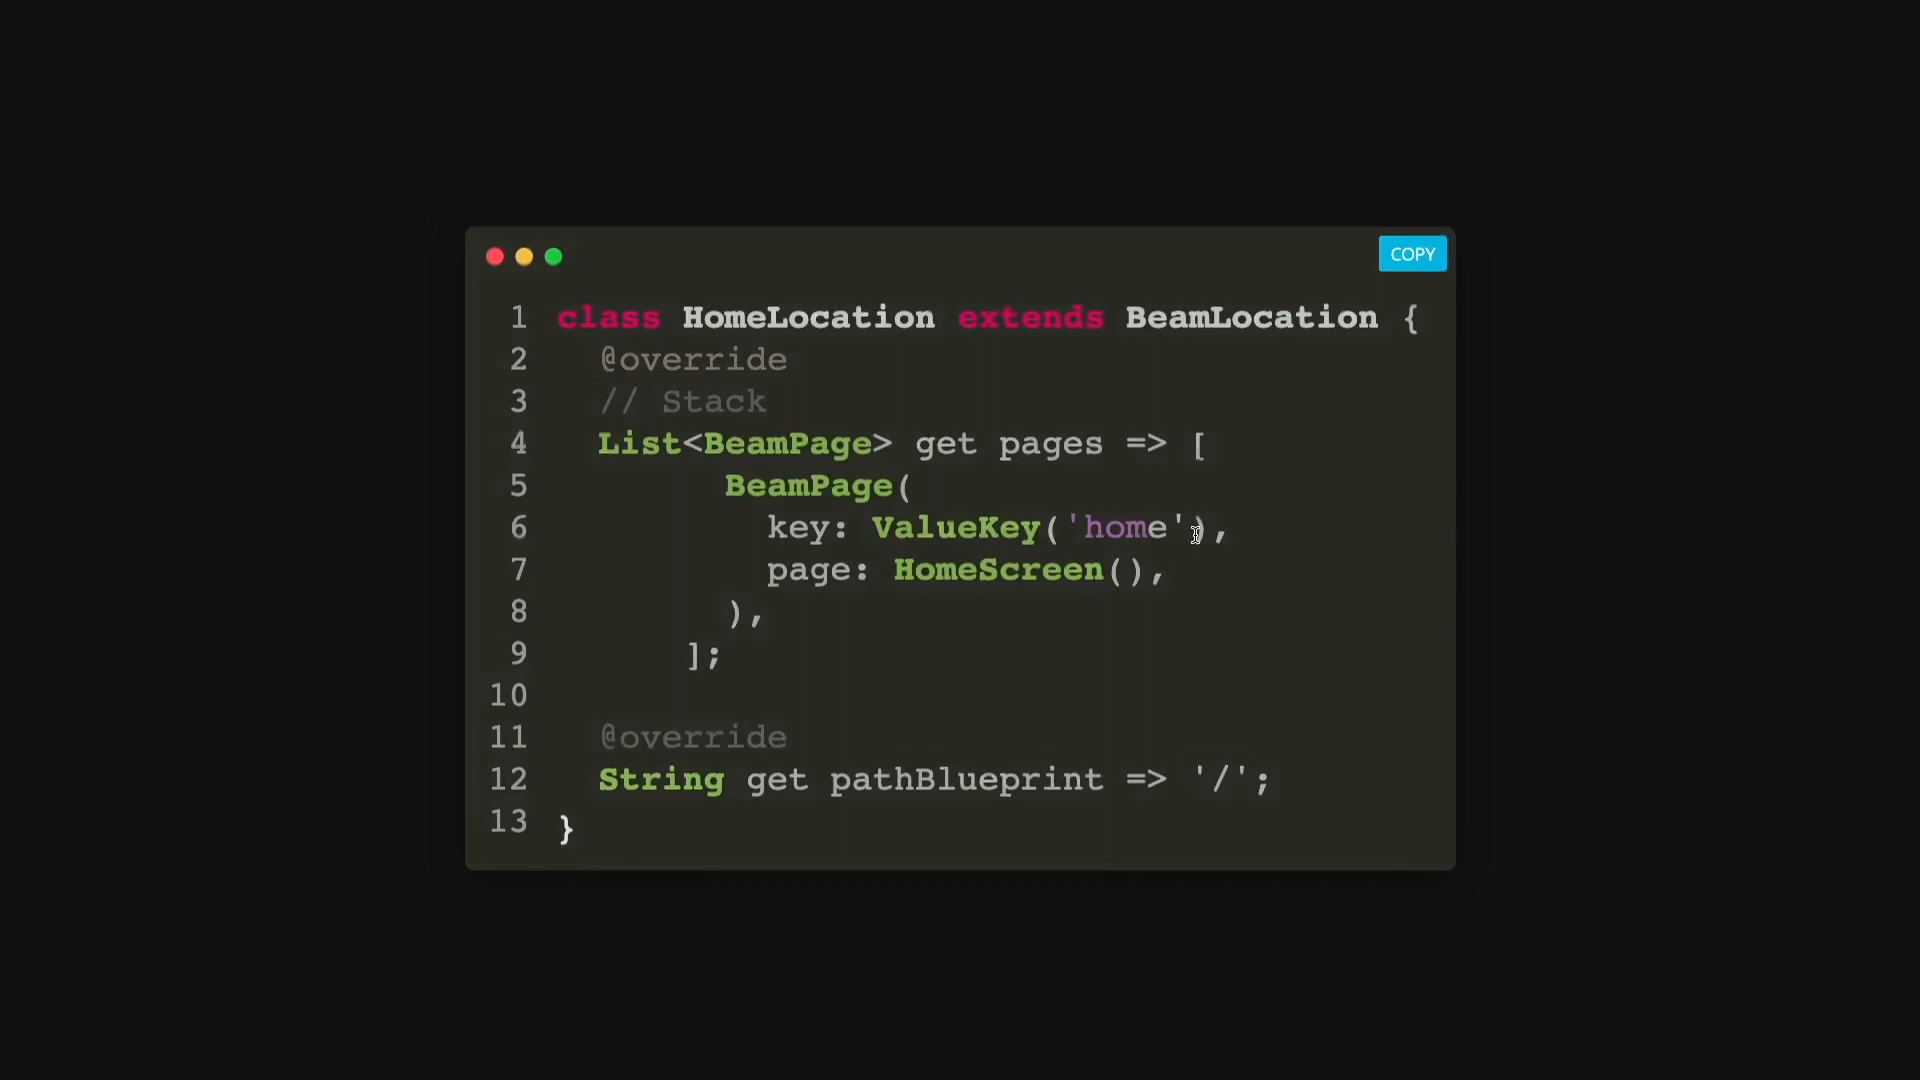 COPY
1 class HomeLocation extends BeamLocation {
2 @override
3 // Stack
4 List<BeamPage> get pages => [
5 BeamPage(
6 key: ValueKey('home'),
7 page: HomeScreen(),
8 ),
9 ];
10
11 @override
12 String get pathBlueprint => '/';
13 }